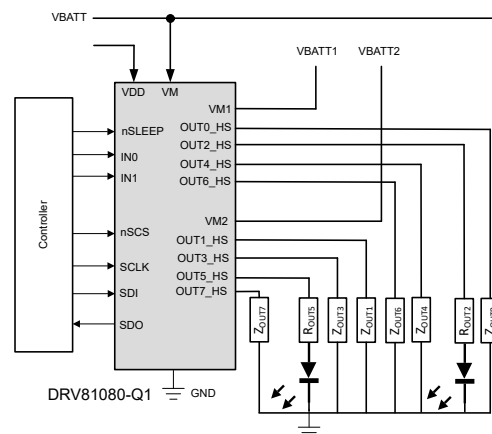 VBATT
VBATT1 VBATT2
VDD VM
VM1
OUT0_HS
nSLEEP
OUT2_HS
IN0
OUT4_HS
IN1
OUT6_HS
Controller
VM2
nSCS
OUT1_HS
OUT3_HS
SCLK
OUT5_HS
SDI
OUT7_HS
SDO
ZOUT7
ROUT5
ZOUT3
ZOUT1
ZOUT6
ZOUT4
ROUT2
DRV81080-Q1
GND